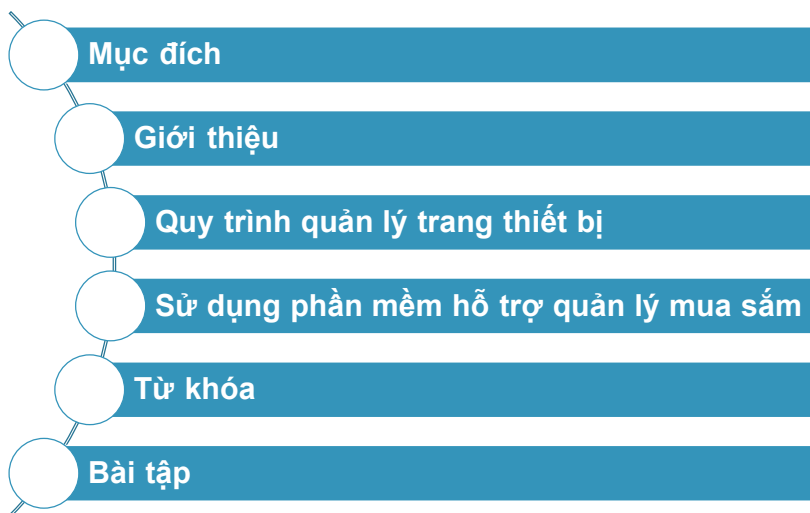 Mục đích
Giới thiệu
Quy trình quản lý trang thiết bị
Sử dụng phần mềm hỗ trợ quản lý mua sắm
Từ khóa
Bài tập